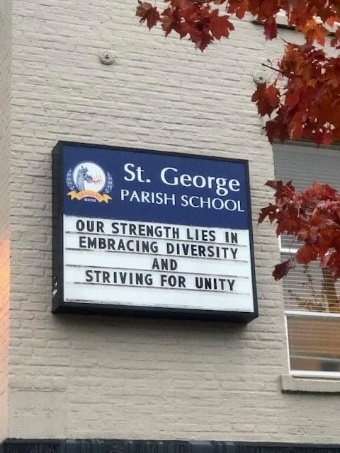 St. George
PARISH SCHOOL
OUR STRENGTH LIES IN
EMBRACING DIVERSITY
AND
STRIVING FOR UNITY